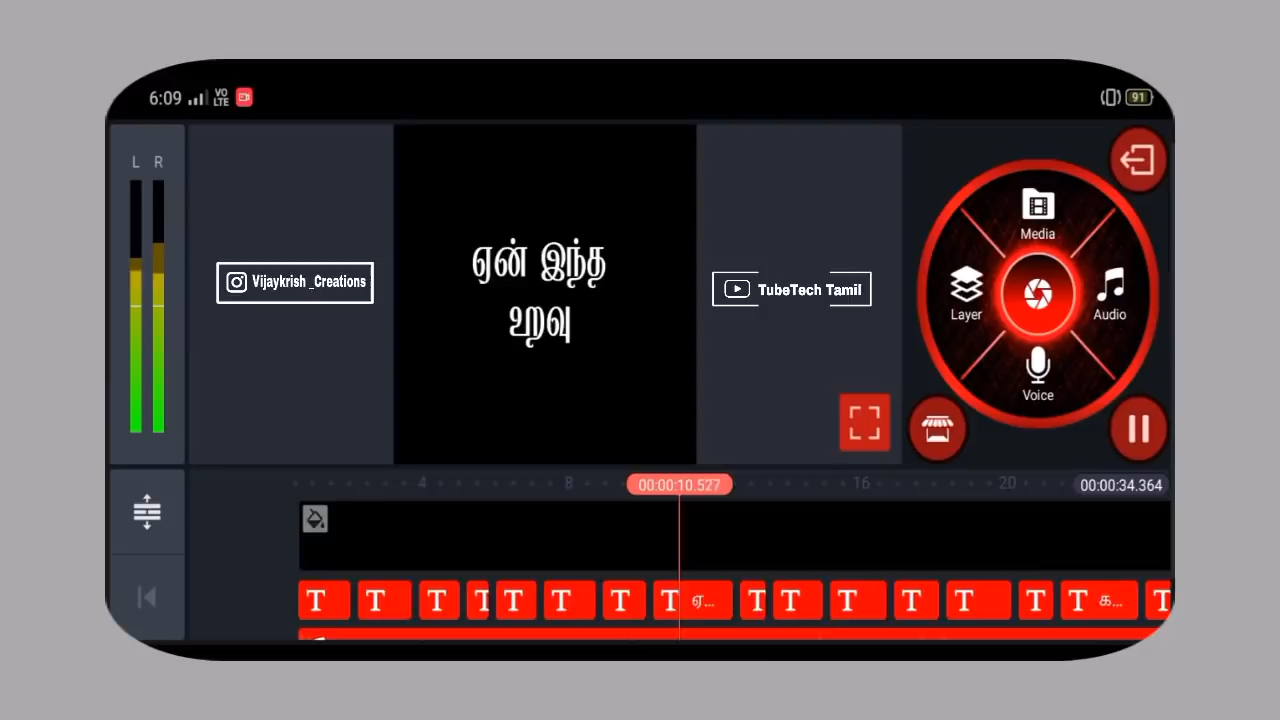 6:09 VO LTE 91
L R
ஏன் இந்த
உறவு
Vijaykrish _Creations
TubeTech Tamil
Media
Layer
Audio
Voice
4 8 00:00:10.527 16 20 00:00:34.364
T T T T T T T T ஏ... T T T T T T T க... T